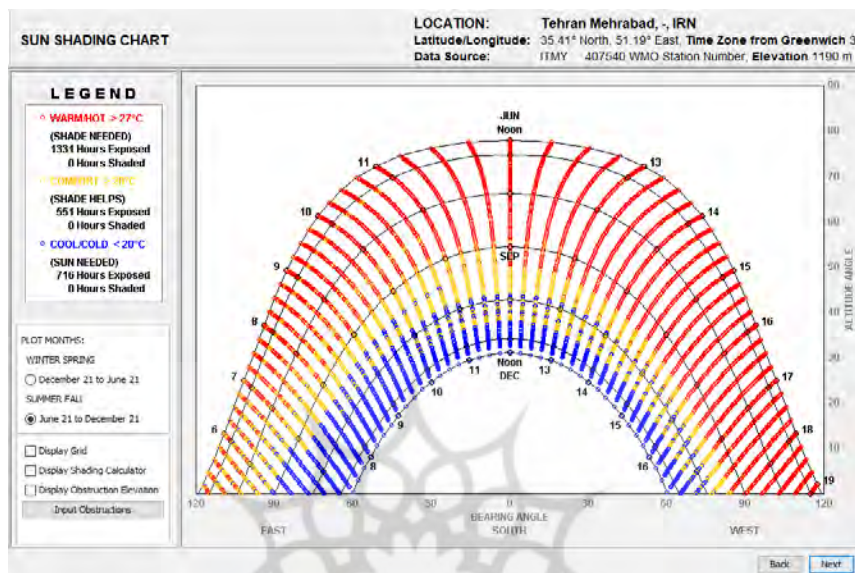 SUN SHADING CHART
LOCATION: Tehran Mehrabad, -, IRN
Latitude/Longitude: 35.41° North, 51.19° East, Time Zone from Greenwich 3
Data Source: ITMY 407540 WMO Station Number, Elevation 1190 m
LEGEND
WARM/HOT > 27°C
(SHADE NEEDED)
1331 Hours Exposed
0 Hours Shaded
(SHADE HELPS)
551 Hours Exposed
0 Hours Shaded
COOL/COLD < 20°C
(SUN NEEDED)
716 Hours Exposed
0 Hours Shaded
PLOT MONTHS:
WINTER SPRING
December 21 to June 21
SUMMER FALL
June 21 to December 21
Display Grid
Display Shading Calculator
Display Obstruction Elevation
Input Obstructions
90
80
70
60
50
40
30
20
10
ALTITUDE ANGLE
JUN
Noon
11
13
10
14
9
15
8
16
7
17
6
18
19
SEP
Noon
DEC
11
13
10
14
9
15
8
16
120
90
60
30
0
30
60
90
120
BEARING ANGLE
EAST
SOUTH
WEST
Back
Next